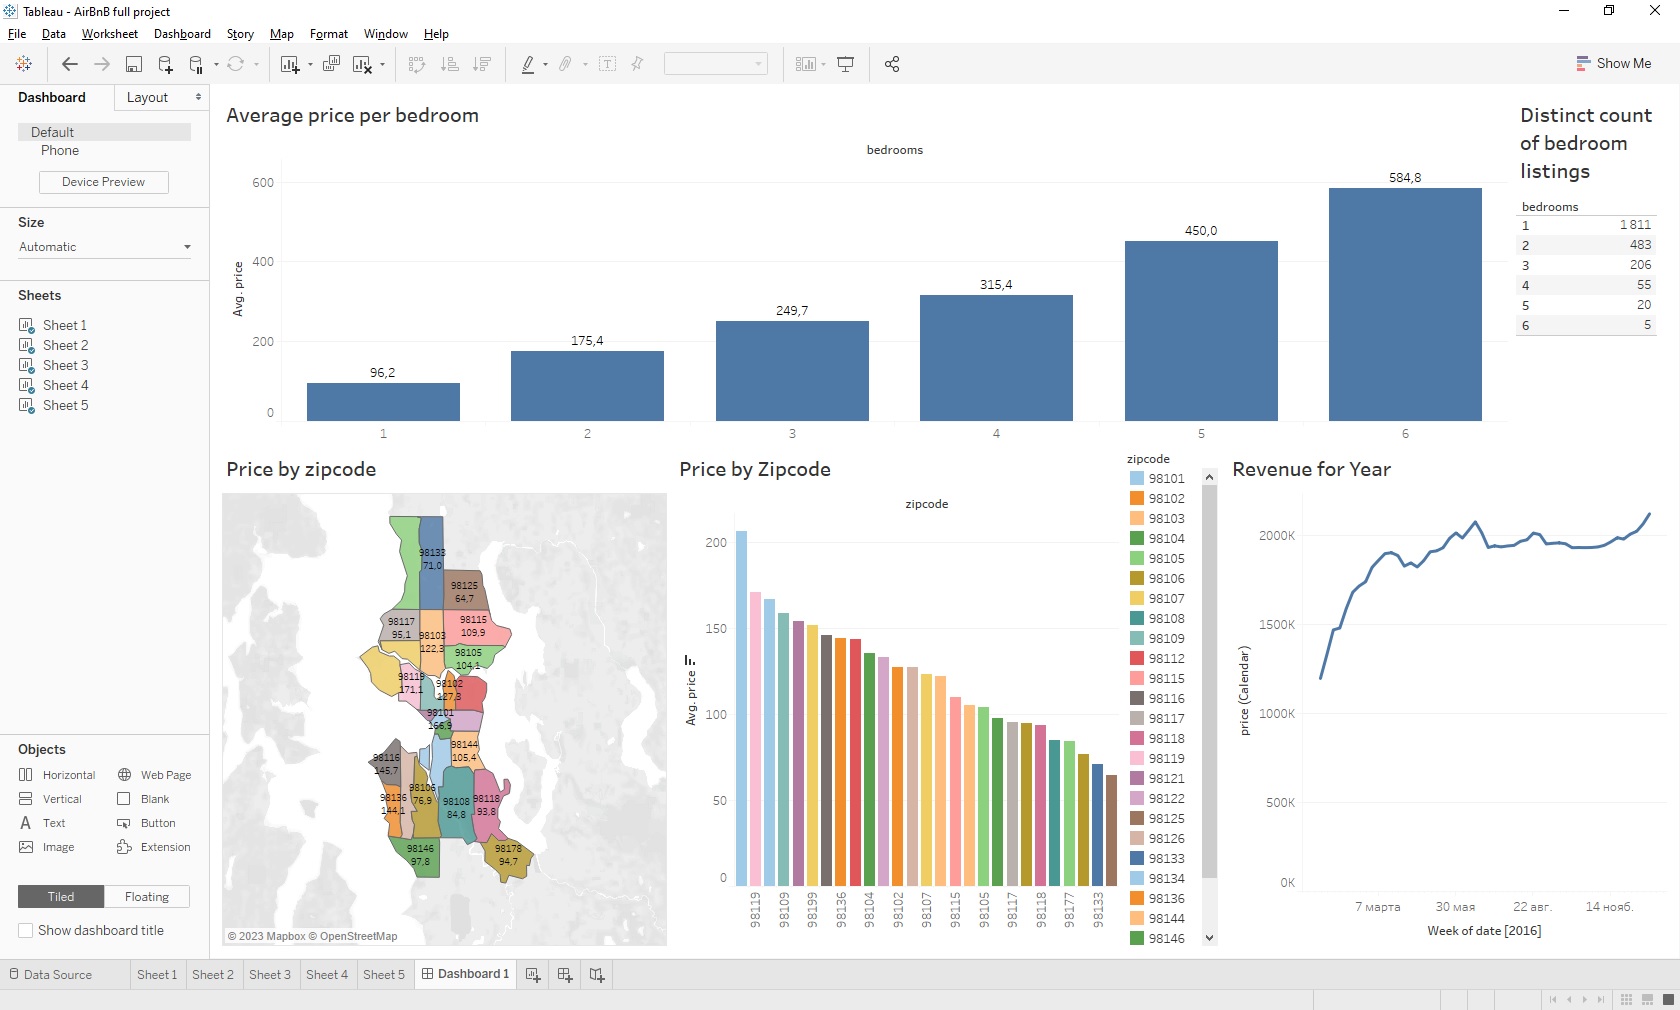 Tableau - AirBnB full project
File Data Worksheet Dashboard Story Map Format Window Help
Show Me
Dashboard Layout
Default
Phone
Device Preview
Size
Automatic
Sheets
Sheet 1
Sheet 2
Sheet 3
Sheet 4
Sheet 5
Objects
Horizontal Web Page
Vertical Blank
Text Button
Image Extension
Tiled Floating
Show dashboard title
Average price per bedroom
bedrooms
Avg. price
600
400
200
0
96,2
175,4
249,7
315,4
450,0
584,8
1 2 3 4 5 6
Distinct count
of bedroom
listings
bedrooms
1 1 811
2 483
3 206
4 55
5 20
6 5
Price by zipcode
98133
71,0
98125
64,7
98117
95,1
98103
122,3
98115
109,9
98105
104,1
98119
171,1
98102
127,3
98101
166,9
98144
105,4
98116
145,7
98136
144,1
98106
76,9
98108
84,8
98118
93,8
98146
97,8
98178
94,7
© 2023 Mapbox © OpenStreetMap
Price by Zipcode
zipcode
Avg. price
200
150
100
50
0
98119 98109 98199 98136 98104 98102 98107 98115 98105 98117 98118 98177 98133
zipcode
98101
98102
98103
98104
98105
98106
98107
98108
98109
98112
98115
98116
98117
98118
98119
98121
98122
98125
98126
98133
98134
98136
98144
98146
Revenue for Year
price (Calendar)
2000K
1500K
1000K
500K
0K
7 марта 30 мая 22 авг. 14 нояб.
Week of date [2016]
Data Source Sheet 1 Sheet 2 Sheet 3 Sheet 4 Sheet 5 Dashboard 1